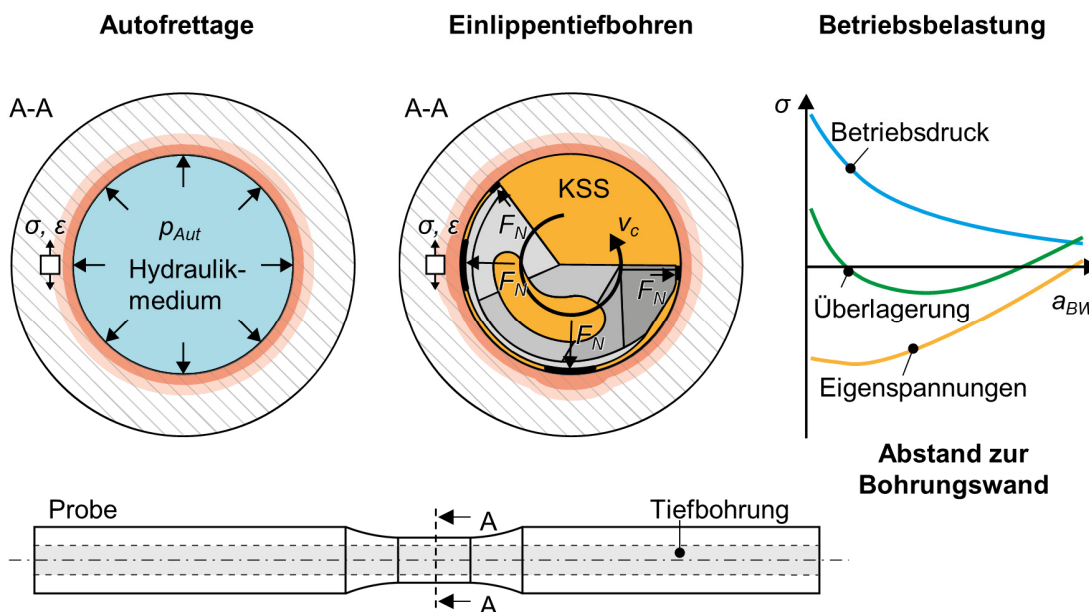 Autofrettage
Einlippentiefbohren
Betriebsbelastung
A-A
σ, ε
p_Aut
Hydraulik-
medium
A-A
σ, ε
KSS
v_c
F_N
F_N
F_N
F_N
σ
Betriebsdruck
Überlagerung
a_BW
Eigenspannungen
Abstand zur
Bohrungswand
Probe
A
A
Tiefbohrung